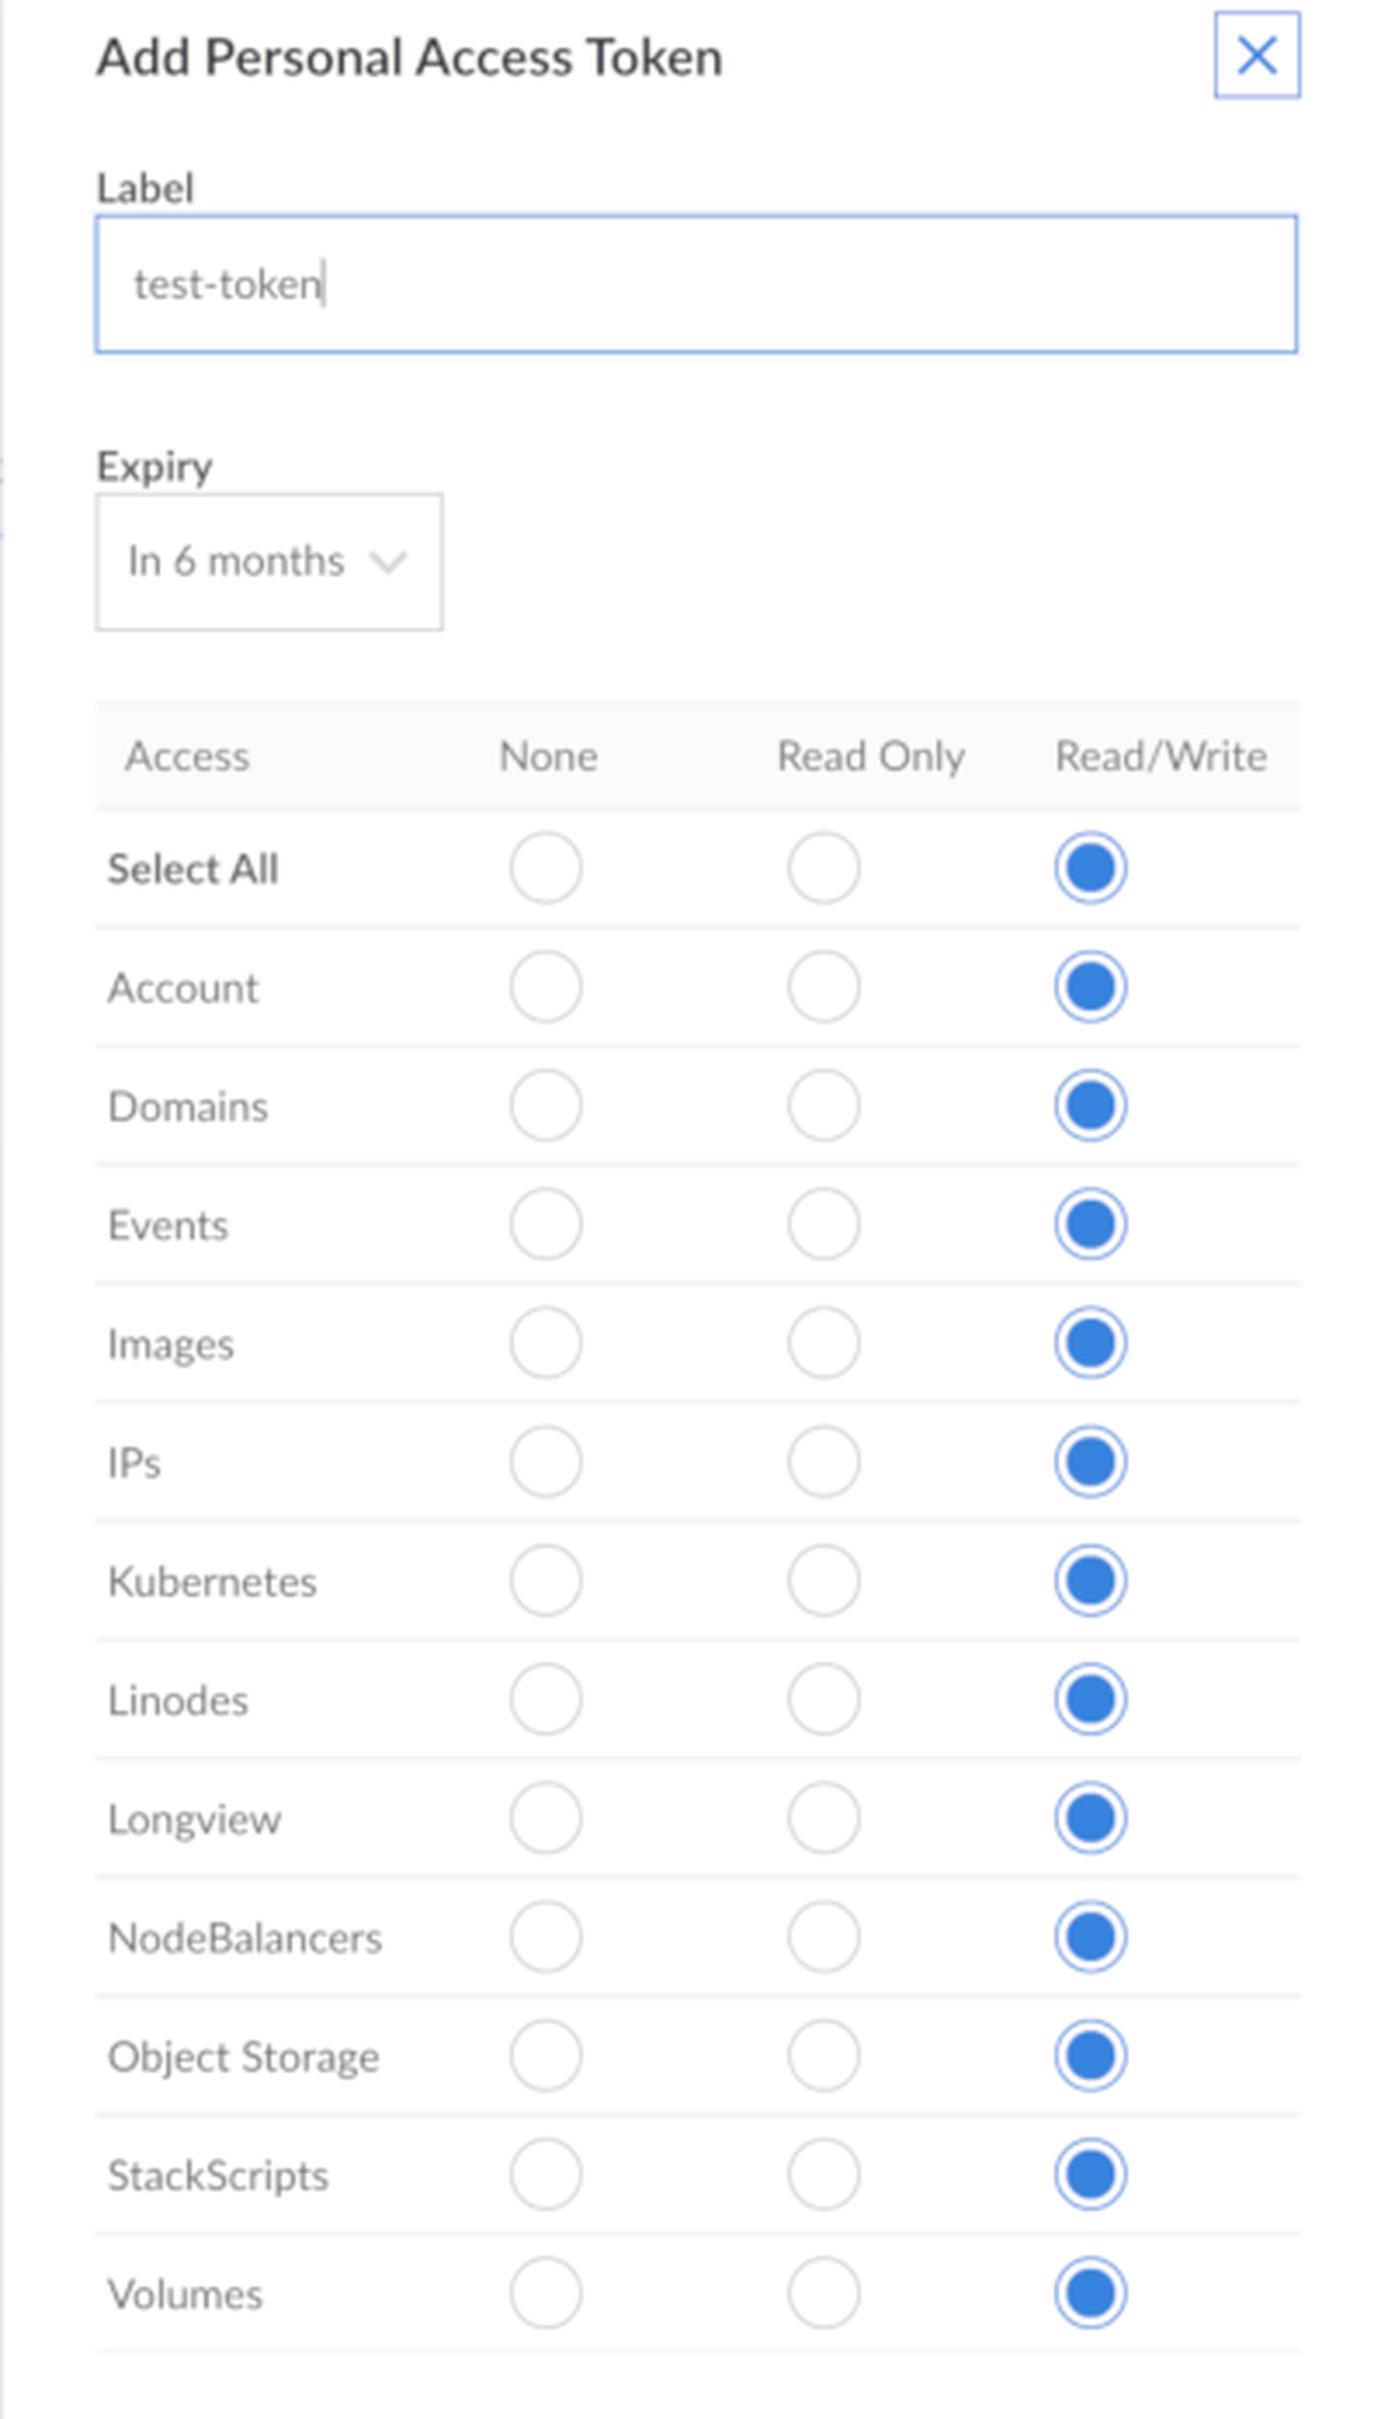 Add Personal Access Token
Label
test-token
Expiry
In 6 months
Access None Read Only Read/Write
Select All
Account
Domains
Events
Images
IPs
Kubernetes
Linodes
Longview
NodeBalancers
Object Storage
StackScripts
Volumes